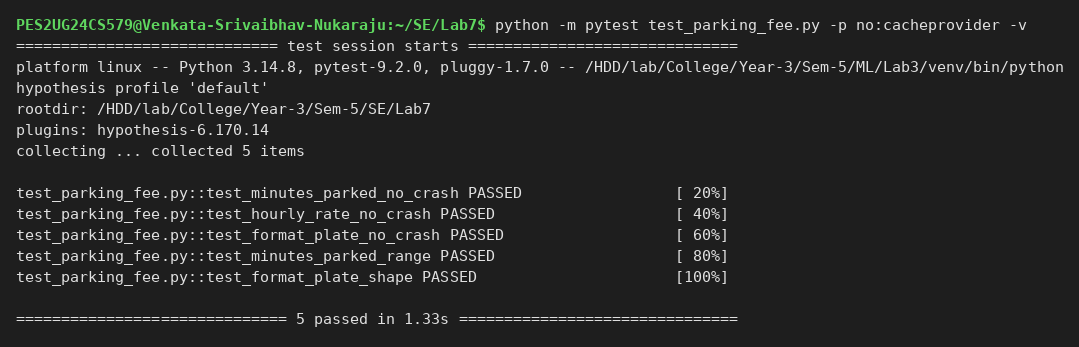 PES2UG24CS579@Venkata-Srivaibhav-Nukaraju:~/SE/Lab7$ python -m pytest test_parking_fee.py -p no:cacheprovider -v
============================= test session starts ==============================
platform linux -- Python 3.14.8, pytest-9.2.0, pluggy-1.7.0 -- /HDD/lab/College/Year-3/Sem-5/ML/Lab3/venv/bin/python
hypothesis profile 'default'
rootdir: /HDD/lab/College/Year-3/Sem-5/SE/Lab7
plugins: hypothesis-6.170.14
collecting ... collected 5 items
test_parking_fee.py::test_minutes_parked_no_crash PASSED                 [ 20%]
test_parking_fee.py::test_hourly_rate_no_crash PASSED                    [ 40%]
test_parking_fee.py::test_format_plate_no_crash PASSED                   [ 60%]
test_parking_fee.py::test_minutes_parked_range PASSED                    [ 80%]
test_parking_fee.py::test_format_plate_shape PASSED                      [100%]
============================== 5 passed in 1.33s ===============================